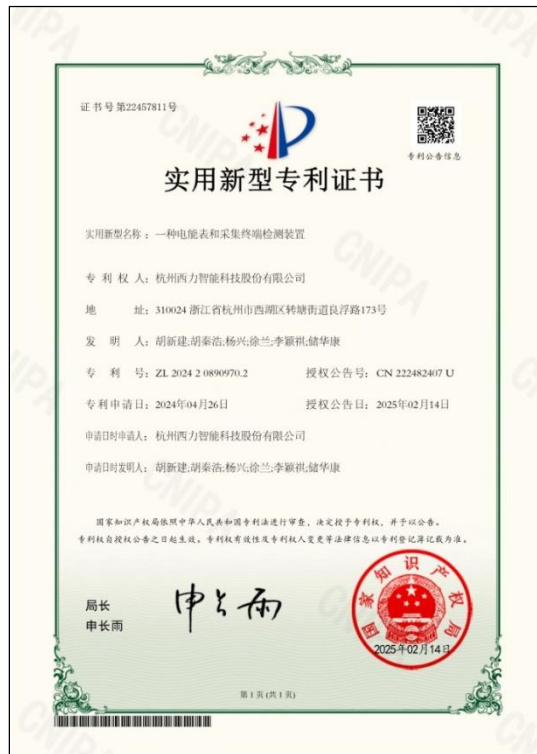 证书号第22457811号
专利公告信息
实用新型专利证书
实用新型名称：一种电能表和采集终端检测装置
专利权人：杭州西力智能科技股份有限公司
地址：310024 浙江省杭州市西湖区转塘街道良浮路173号
发明人：胡新建;胡秦浩;杨兴;徐兰;李颖祺;储华康
专利号：ZL 2024 2 0890970.2 授权公告号：CN 222482407 U
专利申请日：2024年04月26日 授权公告日：2025年02月14日
申请日时申请人：杭州西力智能科技股份有限公司
申请日时发明人：胡新建;胡秦浩;杨兴;徐兰;李颖祺;储华康
国家知识产权局依照中华人民共和国专利法进行审查，决定授予专利权，并予以公告。
专利权自授权公告之日起生效。专利权有效性及专利权人变更等法律信息以专利登记簿记载为准。
局长
申长雨
申长雨
国家知识产权局
2025年02月14日
第1页(共1页)
CNIPA